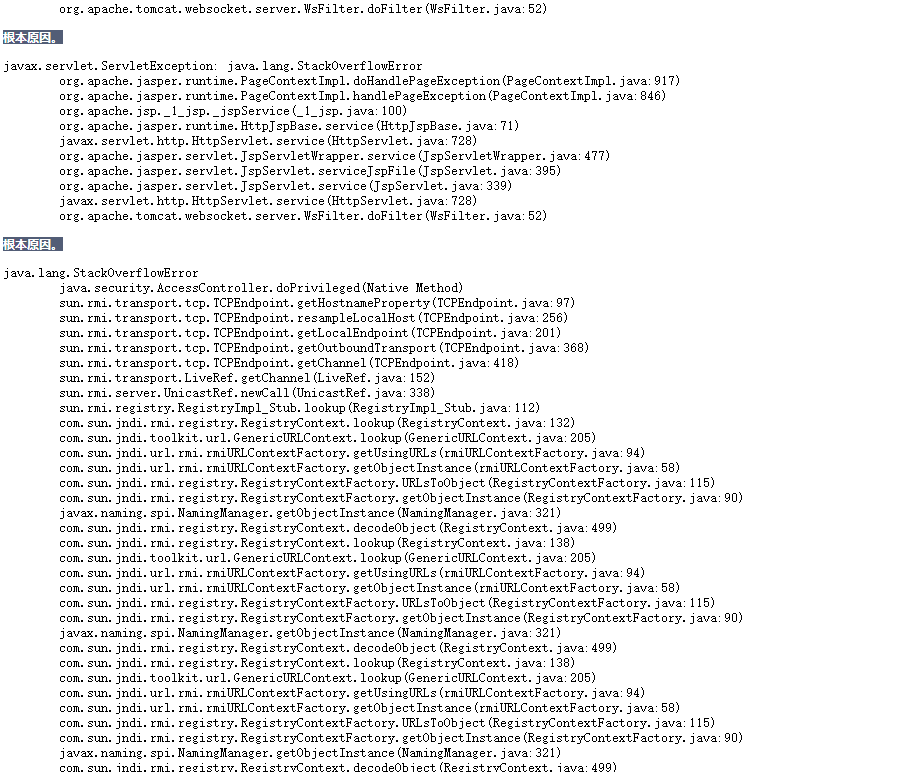 org.apache.tomcat.websocket.server.WsFilter.doFilter(WsFilter.java:52)
根本原因。
javax.servlet.ServletException: java.lang.StackOverflowError
org.apache.jasper.runtime.PageContextImpl.doHandlePageException(PageContextImpl.java:917)
org.apache.jasper.runtime.PageContextImpl.handlePageException(PageContextImpl.java:846)
org.apache.jsp._1_jsp._jspService(_1_jsp.java:100)
org.apache.jasper.runtime.HttpJspBase.service(HttpJspBase.java:71)
javax.servlet.http.HttpServlet.service(HttpServlet.java:728)
org.apache.jasper.servlet.JspServletWrapper.service(JspServletWrapper.java:477)
org.apache.jasper.servlet.JspServlet.serviceJspFile(JspServlet.java:395)
org.apache.jasper.servlet.JspServlet.service(JspServlet.java:339)
javax.servlet.http.HttpServlet.service(HttpServlet.java:728)
org.apache.tomcat.websocket.server.WsFilter.doFilter(WsFilter.java:52)
根本原因。
java.lang.StackOverflowError
java.security.AccessController.doPrivileged(Native Method)
sun.rmi.transport.tcp.TCPEndpoint.getHostnameProperty(TCPEndpoint.java:97)
sun.rmi.transport.tcp.TCPEndpoint.resampleLocalHost(TCPEndpoint.java:256)
sun.rmi.transport.tcp.TCPEndpoint.getLocalEndpoint(TCPEndpoint.java:201)
sun.rmi.transport.tcp.TCPEndpoint.getOutboundTransport(TCPEndpoint.java:368)
sun.rmi.transport.tcp.TCPEndpoint.getChannel(TCPEndpoint.java:418)
sun.rmi.transport.LiveRef.getChannel(LiveRef.java:152)
sun.rmi.server.UnicastRef.newCall(UnicastRef.java:338)
sun.rmi.registry.RegistryImpl_Stub.lookup(RegistryImpl_Stub.java:112)
com.sun.jndi.rmi.registry.RegistryContext.lookup(RegistryContext.java:132)
com.sun.jndi.toolkit.url.GenericURLContext.lookup(GenericURLContext.java:205)
com.sun.jndi.url.rmi.rmiURLContextFactory.getUsingURLs(rmiURLContextFactory.java:94)
com.sun.jndi.url.rmi.rmiURLContextFactory.getObjectInstance(rmiURLContextFactory.java:58)
com.sun.jndi.rmi.registry.RegistryContextFactory.URLsToObject(RegistryContextFactory.java:115)
com.sun.jndi.rmi.registry.RegistryContextFactory.getObjectInstance(RegistryContextFactory.java:90)
javax.naming.spi.NamingManager.getObjectInstance(NamingManager.java:321)
com.sun.jndi.rmi.registry.RegistryContext.decodeObject(RegistryContext.java:499)
com.sun.jndi.rmi.registry.RegistryContext.lookup(RegistryContext.java:138)
com.sun.jndi.toolkit.url.GenericURLContext.lookup(GenericURLContext.java:205)
com.sun.jndi.url.rmi.rmiURLContextFactory.getUsingURLs(rmiURLContextFactory.java:94)
com.sun.jndi.url.rmi.rmiURLContextFactory.getObjectInstance(rmiURLContextFactory.java:58)
com.sun.jndi.rmi.registry.RegistryContextFactory.URLsToObject(RegistryContextFactory.java:115)
com.sun.jndi.rmi.registry.RegistryContextFactory.getObjectInstance(RegistryContextFactory.java:90)
javax.naming.spi.NamingManager.getObjectInstance(NamingManager.java:321)
com.sun.jndi.rmi.registry.RegistryContext.decodeObject(RegistryContext.java:499)
com.sun.jndi.rmi.registry.RegistryContext.lookup(RegistryContext.java:138)
com.sun.jndi.toolkit.url.GenericURLContext.lookup(GenericURLContext.java:205)
com.sun.jndi.url.rmi.rmiURLContextFactory.getUsingURLs(rmiURLContextFactory.java:94)
com.sun.jndi.url.rmi.rmiURLContextFactory.getObjectInstance(rmiURLContextFactory.java:58)
com.sun.jndi.rmi.registry.RegistryContextFactory.URLsToObject(RegistryContextFactory.java:115)
com.sun.jndi.rmi.registry.RegistryContextFactory.getObjectInstance(RegistryContextFactory.java:90)
javax.naming.spi.NamingManager.getObjectInstance(NamingManager.java:321)
com.sun.jndi.rmi.registry.RegistryContext.decodeObject(RegistryContext.java:499)